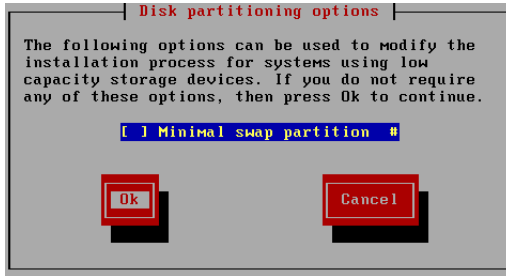 Disk partitioning options
The following options can be used to modify the
installation process for systems using low
capacity storage devices. If you do not require
any of these options, then press Ok to continue.
[ ] Minimal swap partition #
Ok Cancel